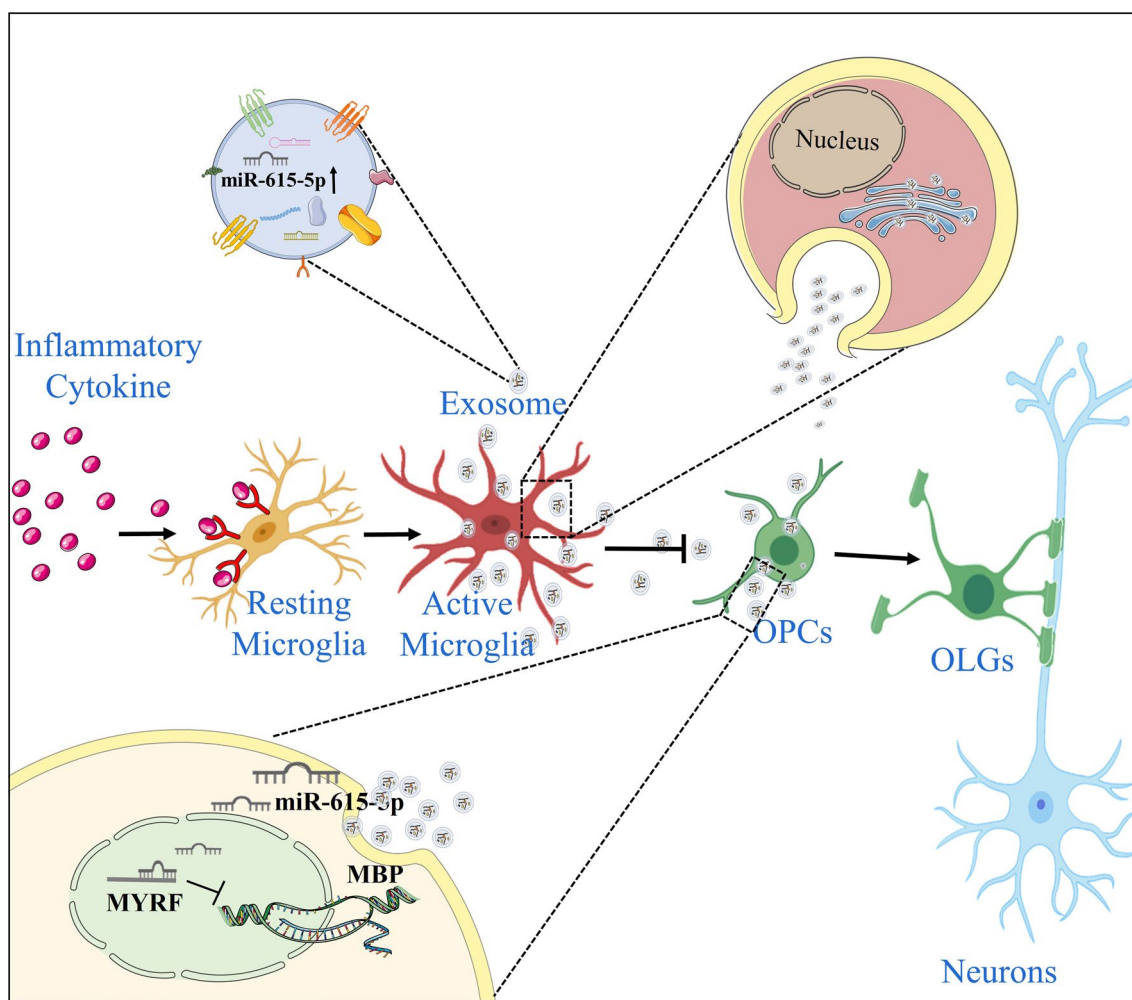 Nucleus
miR-615-5p
Inflammatory
Cytokine
Exosome
Resting
Microglia
Active
Microglia
OPCs
OLGs
miR-615-5p
MBP
MYRF
Neurons